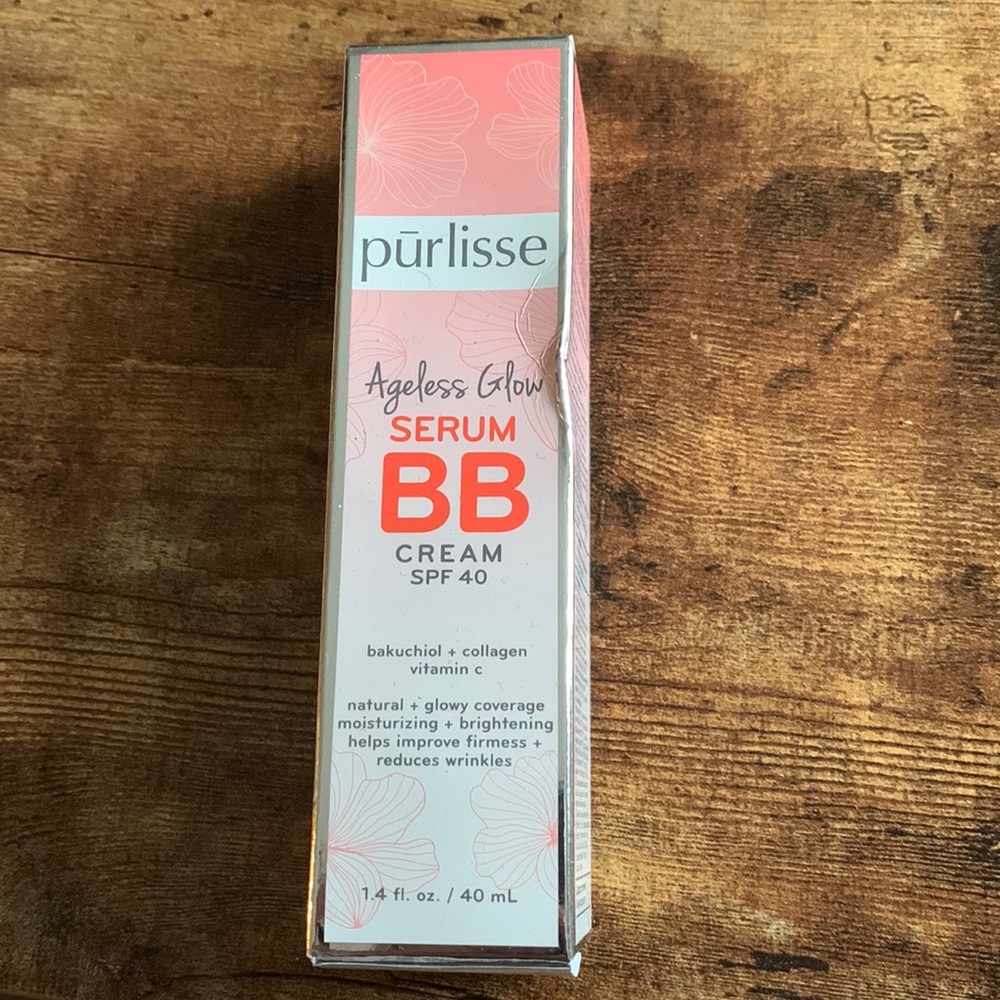 pūrlisse
Ageless Glow
SERUM
BB
CREAM
SPF 40
bakuchiol + collagen
vitamin c
natural + glowy coverage
moisturizing + brightening
helps improve firmess +
reduces wrinkles
1.4 fl. oz. / 40 mL